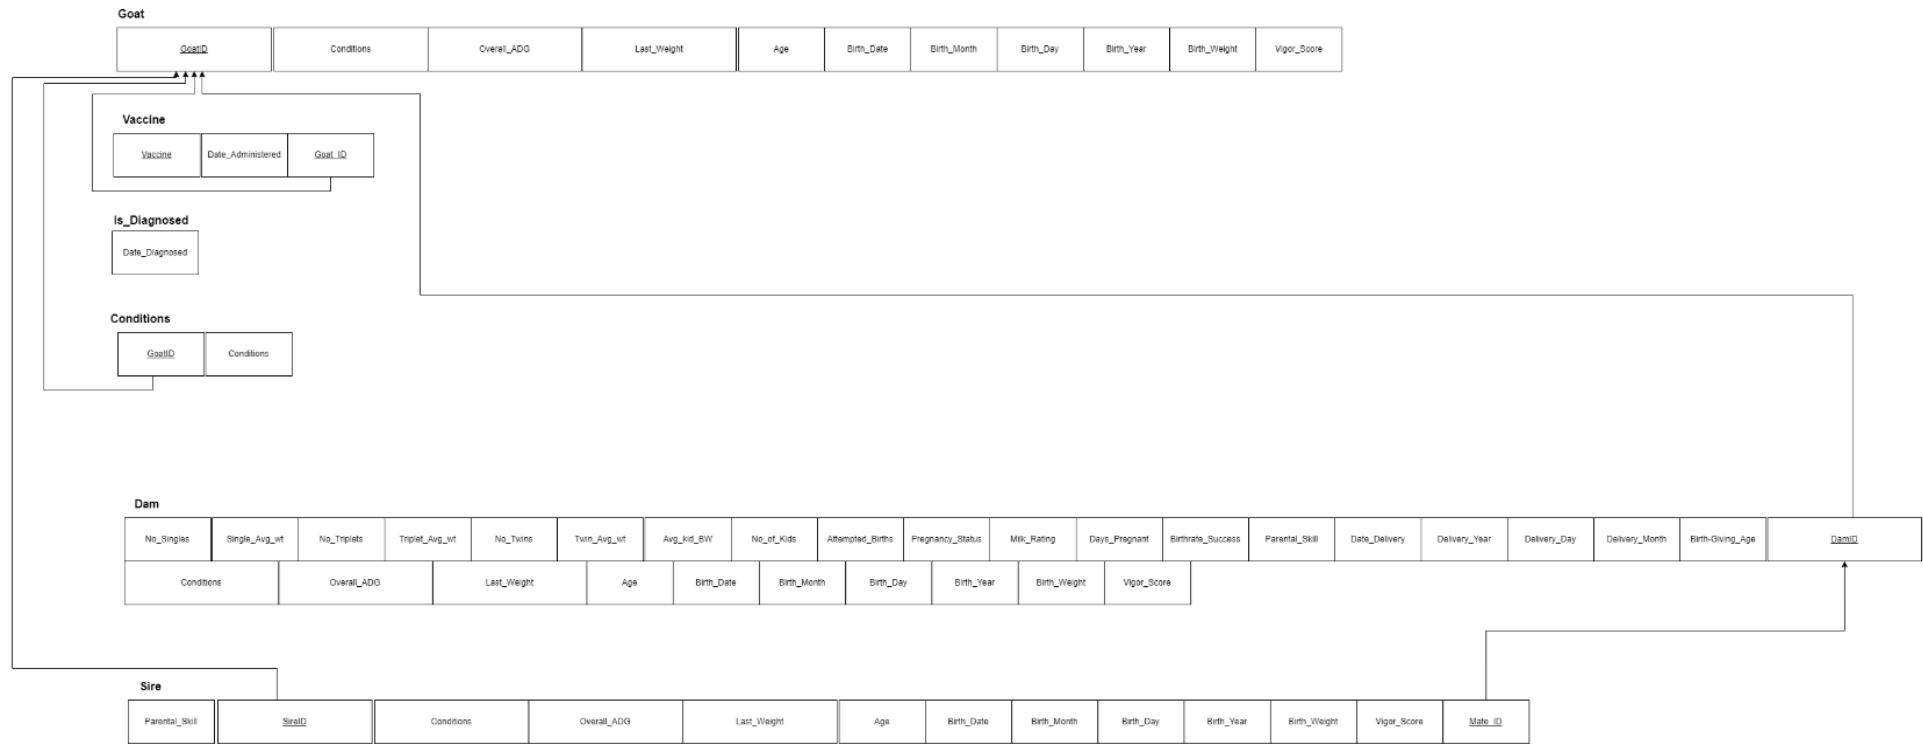 Goat
GoatID Conditions Overall_ADG Last_Weight Age Birth_Date Birth_Month Birth_Day Birth_Year Birth_Weight Vigor_Score
Vaccine
Vaccine Date_Administered Goat_ID
Is_Diagnosed
Date_Diagnosed
Conditions
GoatID Conditions
Dam
No_Singles Single_Avg_wt No_Triplets Triplet_Avg_wt No_Twins Twin_Avg_wt Avg_kid_BW No_of_Kids Attempted_Births Pregnancy_Status Milk_Rating Days_Pregnant Birthrate_Success Parental_Skill Date_Delivery Delivery_Year Delivery_Day Delivery_Month Birth-Giving_Age DamID
Conditions Overall_ADG Last_Weight Age Birth_Date Birth_Month Birth_Day Birth_Year Birth_Weight Vigor_Score
Sire
Parental_Skill SireID Conditions Overall_ADG Last_Weight Age Birth_Date Birth_Month Birth_Day Birth_Year Birth_Weight Vigor_Score Mate_ID